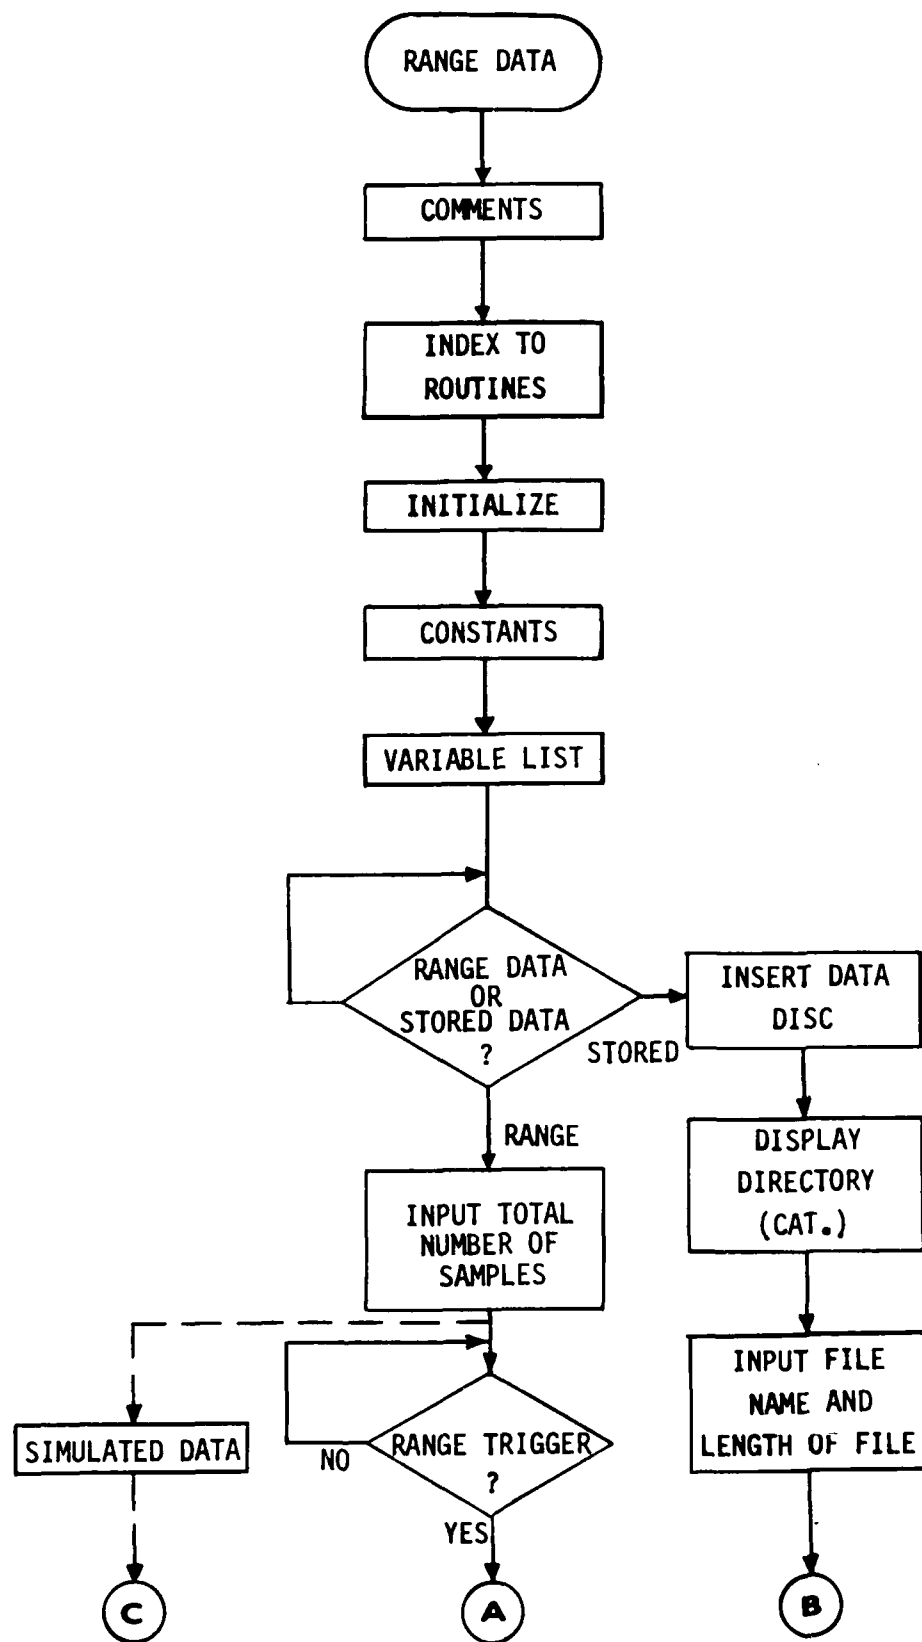 RANGE DATA
COMMENTS
INDEX TO
ROUTINES
INITIALIZE
CONSTANTS
VARIABLE LIST
RANGE DATA
OR
STORED DATA
?
STORED
INSERT DATA
DISC
RANGE
DISPLAY
DIRECTORY
(CAT.)
INPUT TOTAL
NUMBER OF
SAMPLES
INPUT FILE
NAME AND
LENGTH OF FILE
SIMULATED DATA
NO
RANGE TRIGGER
?
YES
C
A
B